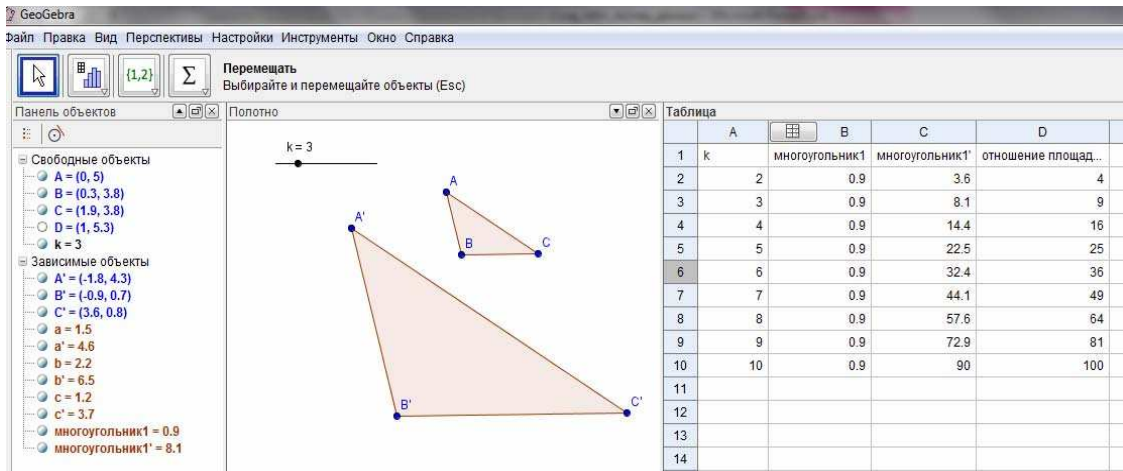 GeoGebra
Файл Правка Вид Перспективы Настройки Инструменты Окно Справка
{1,2} Σ
Перемещать
Выбирайте и перемещайте объекты (Esc)
Панель объектов
Свободные объекты
A = (0, 5)
B = (0.3, 3.8)
C = (1.9, 3.8)
D = (1, 5.3)
k = 3
Зависимые объекты
A' = (-1.8, 4.3)
B' = (-0.9, 0.7)
C' = (3.6, 0.8)
a = 1.5
a' = 4.6
b = 2.2
b' = 6.5
c = 1.2
c' = 3.7
многоугольник1 = 0.9
многоугольник1' = 8.1
Полотно
k = 3
A
A'
B
C
B'
C'
Таблица
A B C D
1 k многоугольник1 многоугольник1' отношение площад...
2 2 0.9 3.6 4
3 3 0.9 8.1 9
4 4 0.9 14.4 16
5 5 0.9 22.5 25
6 6 0.9 32.4 36
7 7 0.9 44.1 49
8 8 0.9 57.6 64
9 9 0.9 72.9 81
10 10 0.9 90 100
11
12
13
14